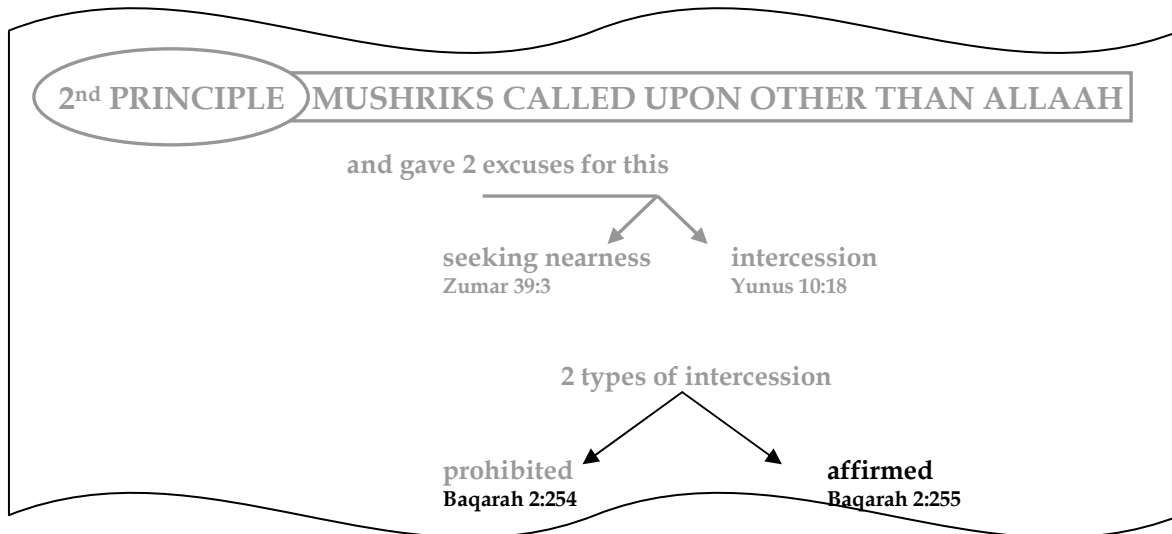 2nd PRINCIPLE MUSHRIKS CALLED UPON OTHER THAN ALLAAH
and gave 2 excuses for this
seeking nearness intercession
Zumar 39:3 Yunus 10:18
2 types of intercession
prohibited affirmed
Baqarah 2:254 Baqarah 2:255